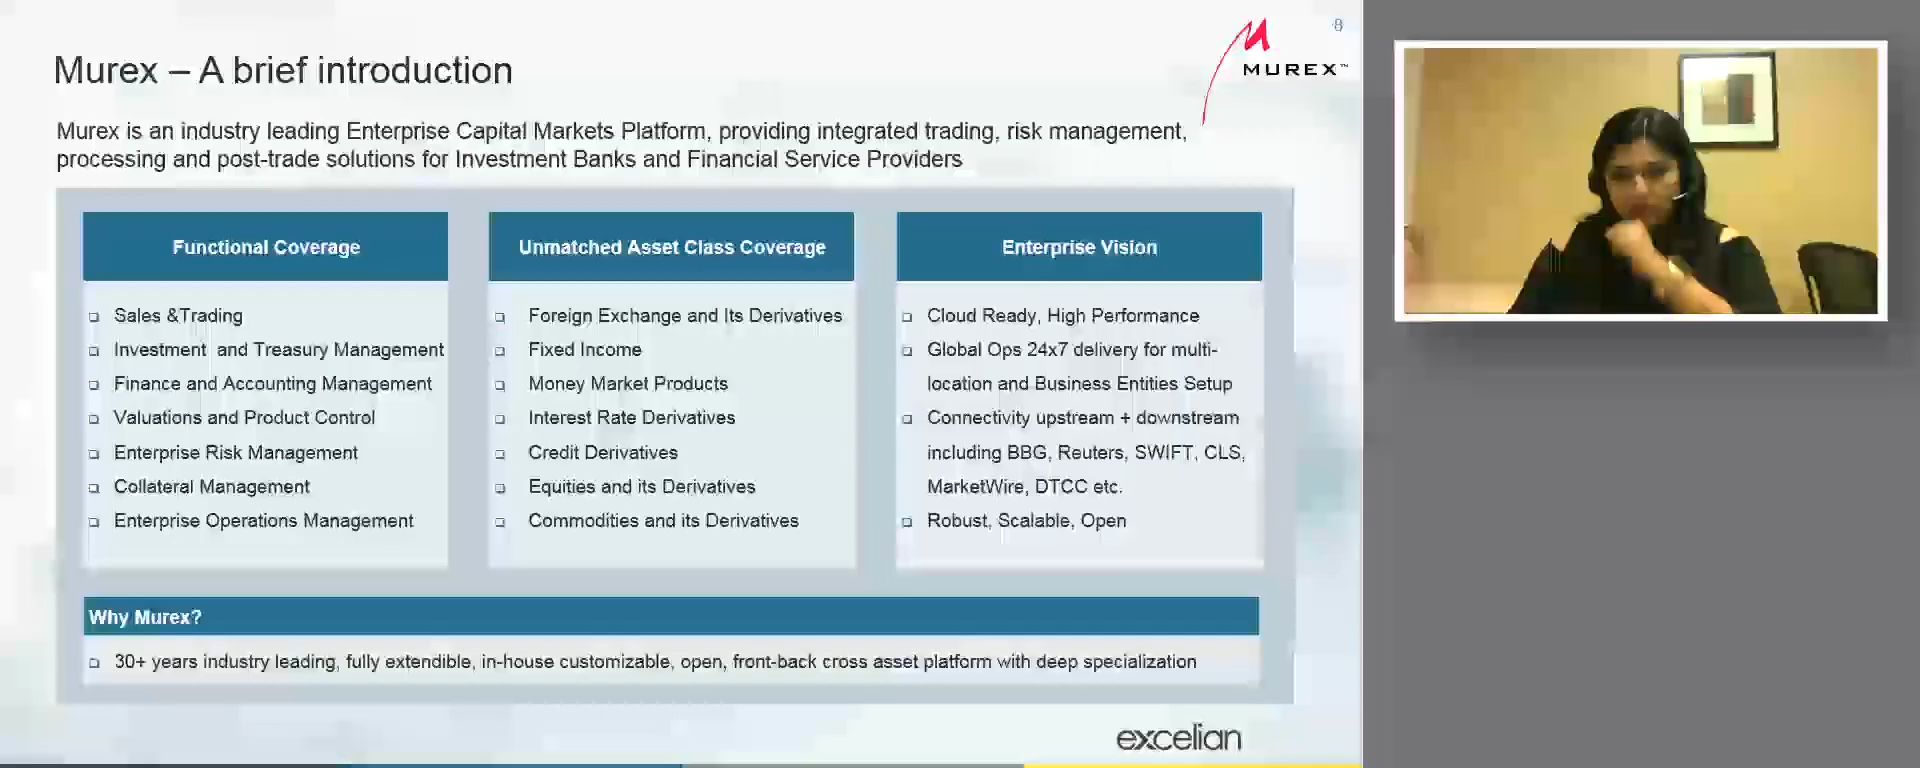 8
MUREX™
Murex – A brief introduction
Murex is an industry leading Enterprise Capital Markets Platform, providing integrated trading, risk management,
processing and post-trade solutions for Investment Banks and Financial Service Providers
Functional Coverage
Sales &Trading
Investment and Treasury Management
Finance and Accounting Management
Valuations and Product Control
Enterprise Risk Management
Collateral Management
Enterprise Operations Management
Unmatched Asset Class Coverage
Foreign Exchange and Its Derivatives
Fixed Income
Money Market Products
Interest Rate Derivatives
Credit Derivatives
Equities and its Derivatives
Commodities and its Derivatives
Enterprise Vision
Cloud Ready, High Performance
Global Ops 24x7 delivery for multi-
location and Business Entities Setup
Connectivity upstream + downstream
including BBG, Reuters, SWIFT, CLS,
MarketWire, DTCC etc.
Robust, Scalable, Open
Why Murex?
30+ years industry leading, fully extendible, in-house customizable, open, front-back cross asset platform with deep specialization
excelian